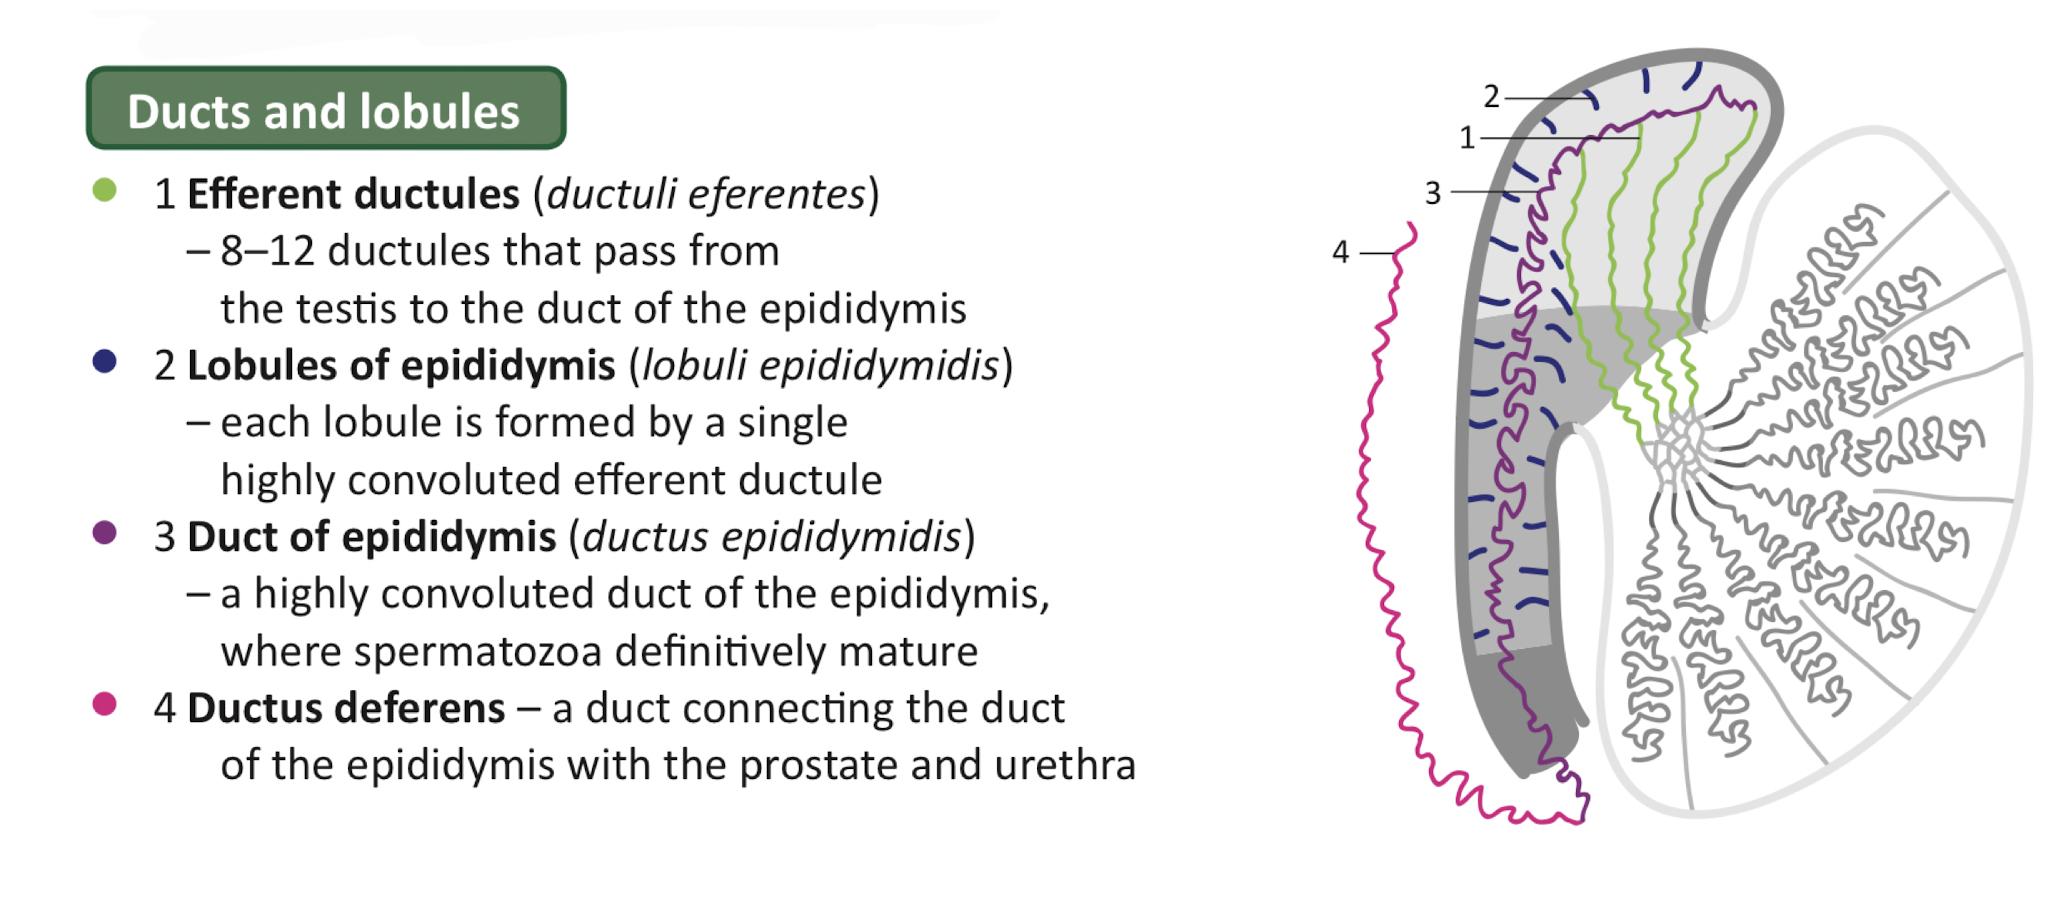 Ducts and lobules
1 Efferent ductules (ductuli eferentes)
– 8–12 ductules that pass from
the testis to the duct of the epididymis
2 Lobules of epididymis (lobuli epididymidis)
– each lobule is formed by a single
highly convoluted efferent ductule
3 Duct of epididymis (ductus epididymidis)
– a highly convoluted duct of the epididymis,
where spermatozoa definitively mature
4 Ductus deferens – a duct connecting the duct
of the epididymis with the prostate and urethra
2
1
3
4